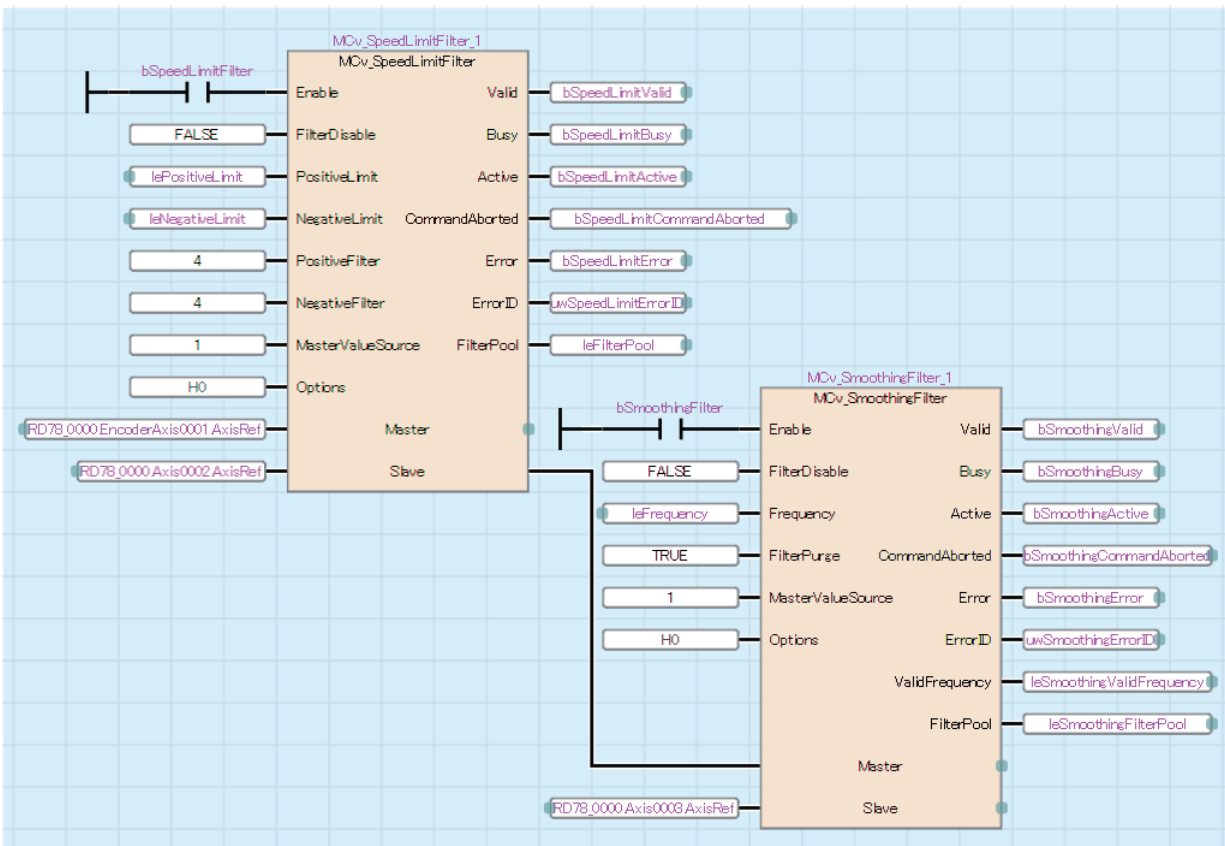 MCv_SpeedLimitFilter_1
MCv_SpeedLimitFilter
bSpeedLimitFilter
Enable Valid bSpeedLimitValid
FALSE FilterDisable Busy bSpeedLimitBusy
lePositiveLimit PositiveLimit Active bSpeedLimitActive
leNegativeLimit NegativeLimit CommandAborted bSpeedLimitCommandAborted
4 PositiveFilter Error bSpeedLimitError
4 NegativeFilter ErrorID uwSpeedLimitErrorID
1 MasterValueSource FilterPool leFilterPool
H0 Options
RD78_0000.EncoderAxis0001.AxisRef Master
RD78_0000.Axis0002.AxisRef Slave
MCv_SmoothingFilter_1
MCv_SmoothingFilter
bSmoothingFilter
Enable Valid bSmoothingValid
FALSE FilterDisable Busy bSmoothingBusy
leFrequency Frequency Active bSmoothingActive
TRUE FilterPurge CommandAborted bSmoothingCommandAborted
1 MasterValueSource Error bSmoothingError
H0 Options ErrorID uwSmoothingErrorID
ValidFrequency leSmoothingValidFrequency
FilterPool leSmoothingFilterPool
Master
RD78_0000.Axis0003.AxisRef Slave